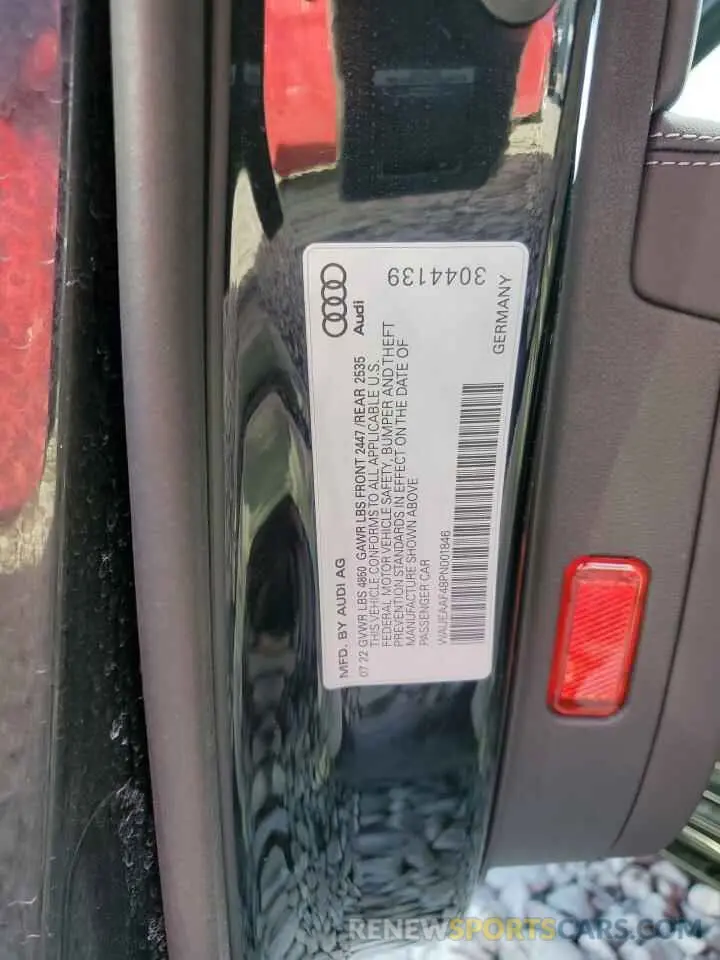 Audi
3044139
MFD. BY AUDI AG
GERMANY
07 22 GVWR LBS 4860 GAWR LBS FRONT 2447 /REAR 2535
THIS VEHICLE CONFORMS TO ALL APPLICABLE U.S.
FEDERAL MOTOR VEHICLE SAFETY, BUMPER AND THEFT
PREVENTION STANDARDS IN EFFECT ON THE DATE OF
MANUFACTURE SHOWN ABOVE
PASSENGER CAR
WAUEAAF48PN001846
RENEWSPORTSCARS.COM